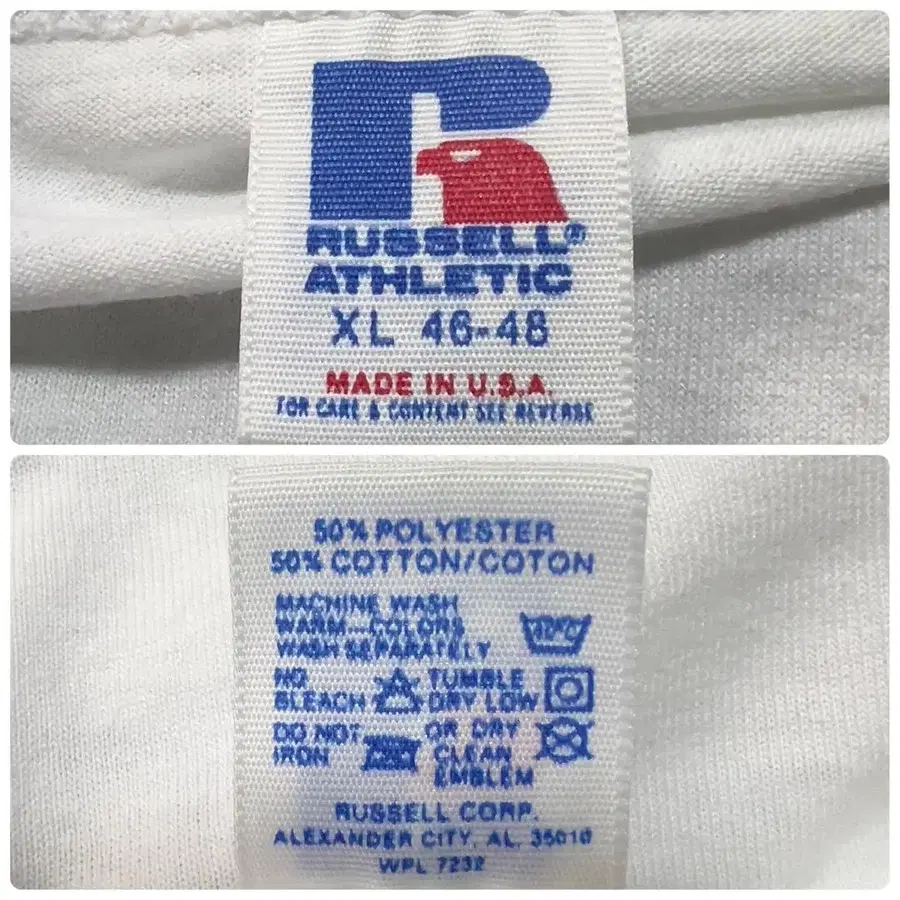 RUSSELL®
ATHLETIC
XL 46-48
MADE IN U.S.A.
FOR CARE & CONTENT SEE REVERSE
50% POLYESTER
50% COTTON/COTON
MACHINE WASH
WARM—COLORS
WASH SEPARATELY
40°C
NO
BLEACH
TUMBLE
DRY LOW
DO NOT
IRON
OR DRY
CLEAN
EMBLEM
RUSSELL CORP.
ALEXANDER CITY, AL. 35010
WPL 7232